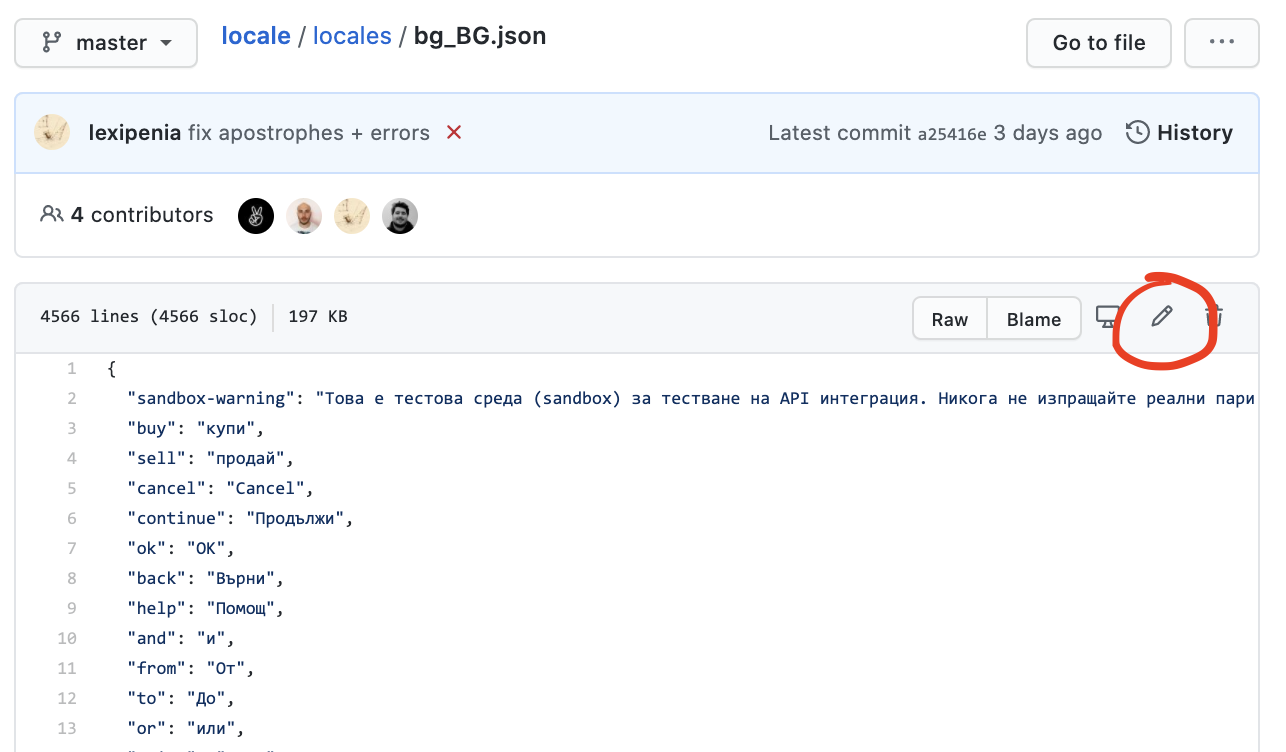 master
locale / locales / bg_BG.json
Go to file
...
lexipenia fix apostrophes + errors
Latest commit a25416e 3 days ago
History
4 contributors
4566 lines (4566 sloc)
197 KB
Raw
Blame
1 {
2 "sandbox-warning": "Това е тестова среда (sandbox) за тестване на API интеграция. Никога не изпращайте реални пари
3 "buy": "купи",
4 "sell": "продай",
5 "cancel": "Cancel",
6 "continue": "Продължи",
7 "ok": "ОК",
8 "back": "Върни",
9 "help": "Помощ",
10 "and": "и",
11 "from": "От",
12 "to": "До",
13 "or": "или",